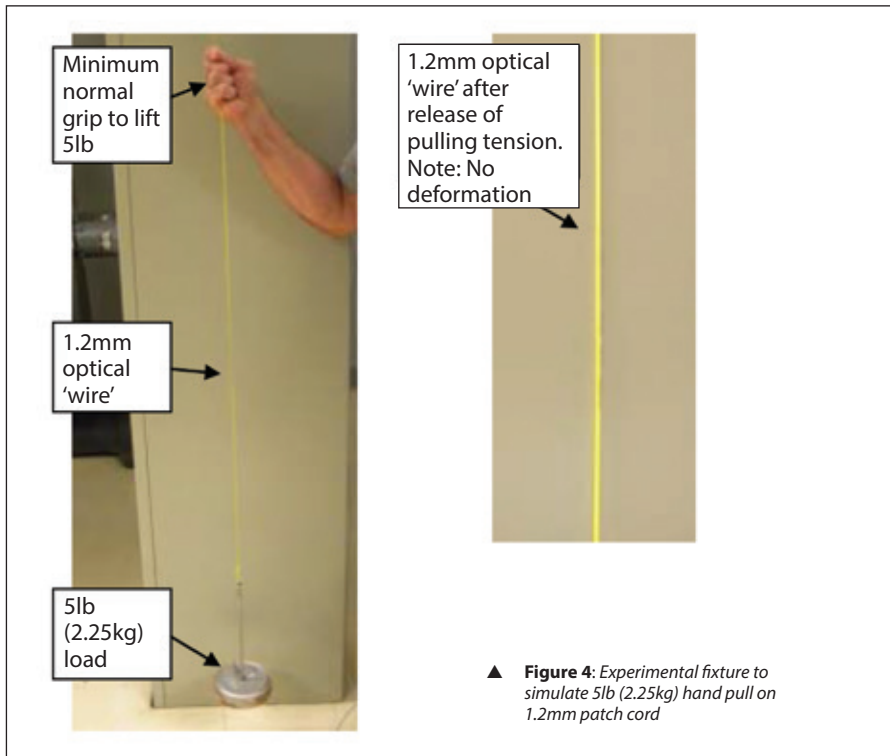 Minimum
normal
grip to lift
5lb
1.2mm
optical
‘wire’
5lb
(2.25kg)
load
1.2mm optical
‘wire’ after
release of
pulling tension.
Note: No
deformation
▲ Figure 4: Experimental fixture to
simulate 5lb (2.25kg) hand pull on
1.2mm patch cord